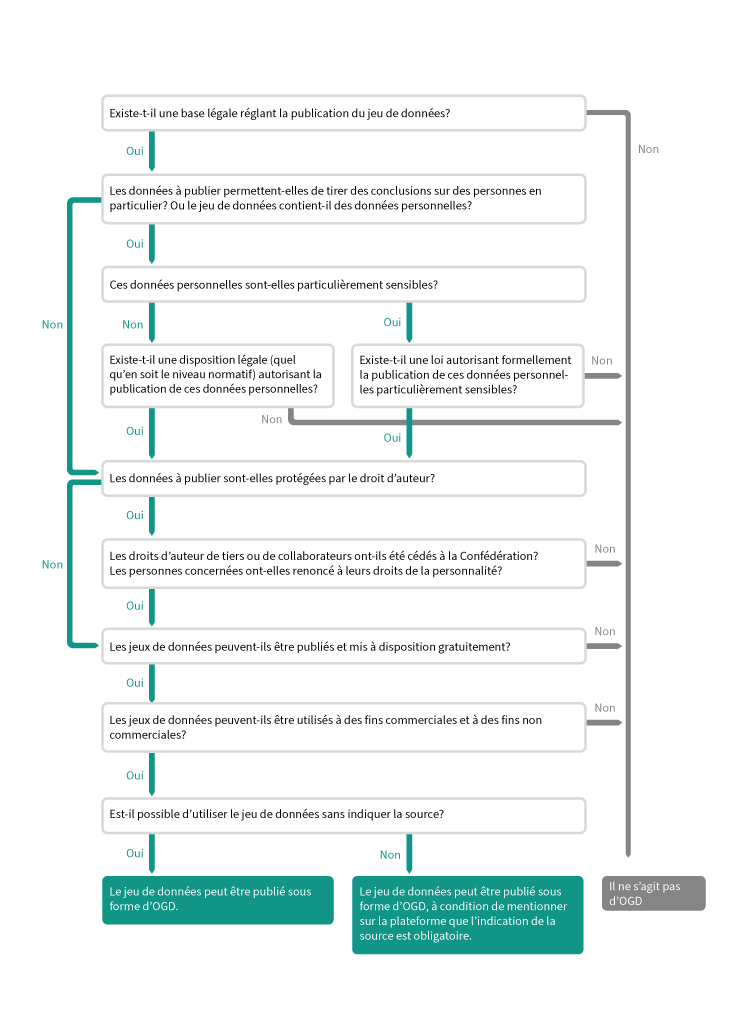 Existe-t-il une base légale réglant la publication du jeu de données?
Non
Oui
Les données à publier permettent-elles de tirer des conclusions sur des personnes en
particulier? Ou le jeu de données contient-il des données personnelles?
Oui
Ces données personnelles sont-elles particulièrement sensibles?
Non
Non
Oui
Existe-t-il une disposition légale (quel
qu’en soit le niveau normatif) autorisant la
publication de ces données personnelles?
Existe-t-il une loi autorisant formellement
la publication de ces données personnel-
les particulièrement sensibles?
Non
Non
Oui
Oui
Les données à publier sont-elles protégées par le droit d’auteur?
Oui
Non
Les droits d’auteur de tiers ou de collaborateurs ont-ils été cédés à la Confédération?
Les personnes concernées ont-elles renoncé à leurs droits de la personnalité?
Non
Oui
Les jeux de données peuvent-ils être publiés et mis à disposition gratuitement?
Non
Oui
Les jeux de données peuvent-ils être utilisés à des fins commerciales et à des fins non
commerciales?
Non
Oui
Est-il possible d’utiliser le jeu de données sans indiquer la source?
Oui
Non
Le jeu de données peut être publié sous
forme d’OGD.
Le jeu de données peut être publié sous
forme d’OGD, à condition de mentionner
sur la plateforme que l’indication de la
source est obligatoire.
Il ne s’agit pas
d’OGD